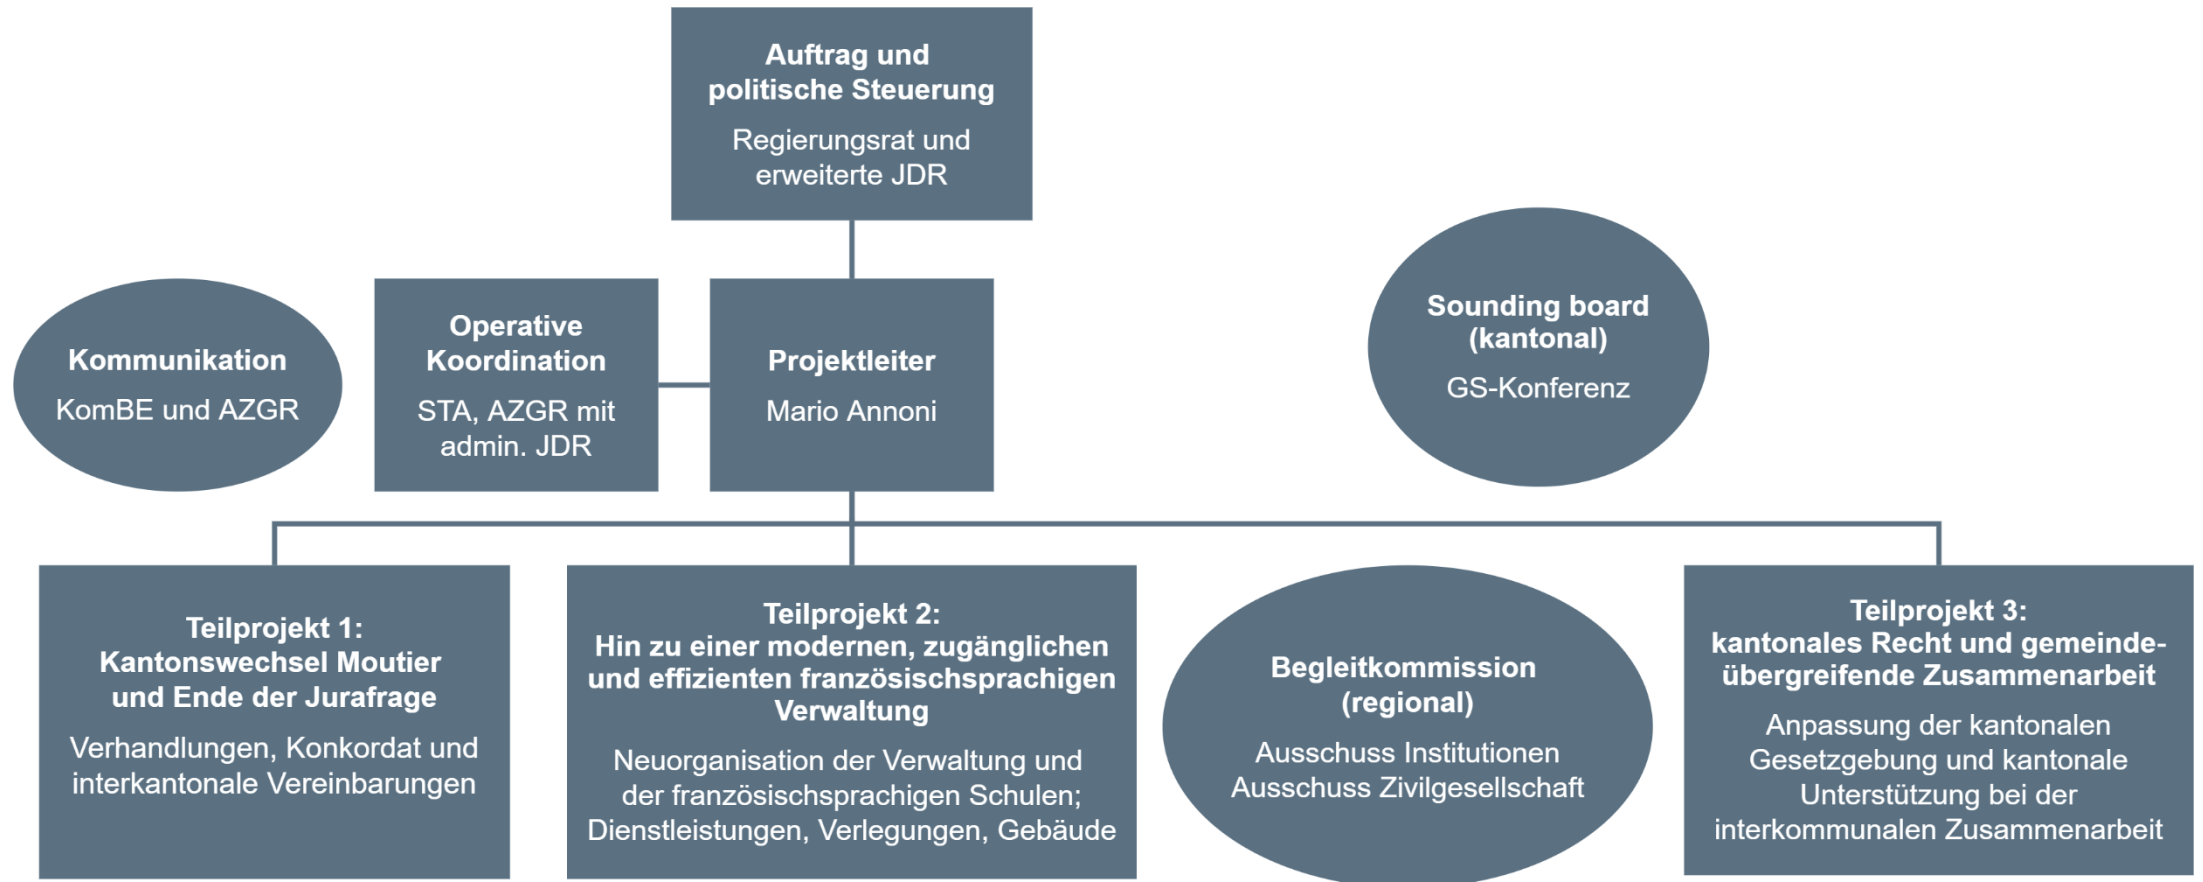 Auftrag und
politische Steuerung
Regierungsrat und
erweiterte JDR
Kommunikation
KomBE und AZGR
Operative
Koordination
STA, AZGR mit
admin. JDR
Projektleiter
Mario Annoni
Sounding board
(kantonal)
GS-Konferenz
Teilprojekt 1:
Kantonswechsel Moutier
und Ende der Jurafrage
Verhandlungen, Konkordat und
interkantonale Vereinbarungen
Teilprojekt 2:
Hin zu einer modernen, zugänglichen
und effizienten französischsprachigen
Verwaltung
Neuorganisation der Verwaltung und
der französischsprachigen Schulen;
Dienstleistungen, Verlegungen, Gebäude
Begleitkommission
(regional)
Ausschuss Institutionen
Ausschuss Zivilgesellschaft
Teilprojekt 3:
kantonales Recht und gemeinde-
übergreifende Zusammenarbeit
Anpassung der kantonalen
Gesetzgebung und kantonale
Unterstützung bei der
interkommunalen Zusammenarbeit